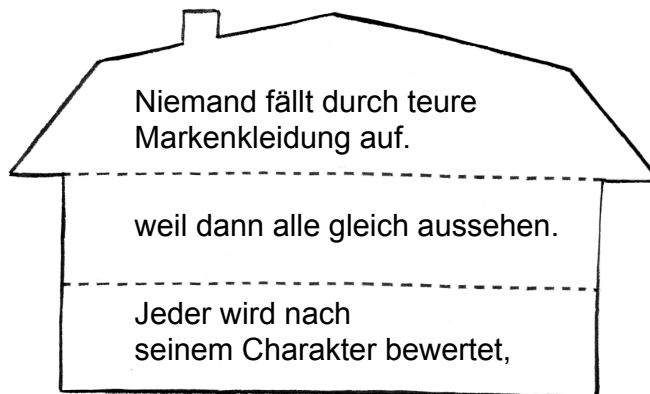 Niemand fällt durch teure
Markenkleidung auf.
weil dann alle gleich aussehen.
Jeder wird nach
seinem Charakter bewertet,